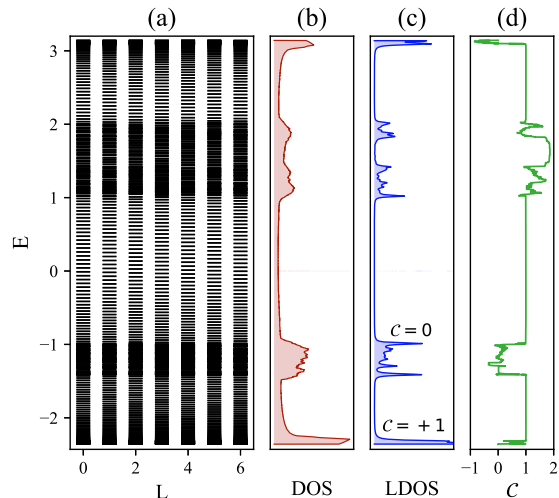 (a) (b) (c) (d)
3
2
1
0
−1
−2
E
𝒞 = 0
𝒞 = +1
0 2 4 6 −1 0 1 2
L DOS LDOS 𝒞